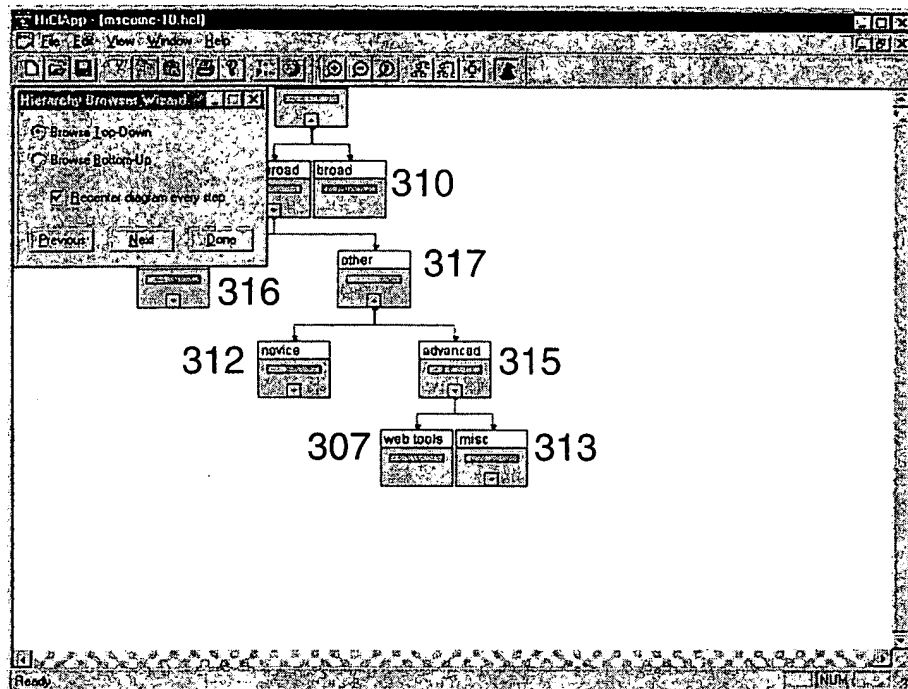 HiClApp - [mscomc-10.hcl]
File Edit View Window Help
Hierarchy Browser Wizard
Browse Top-Down
Browse Bottom-Up
Recenter diagram every step
Previous Next Done
broad broad 310
other 317
316
312 novice advanced 315
307 web tools misc 313
Ready NUM